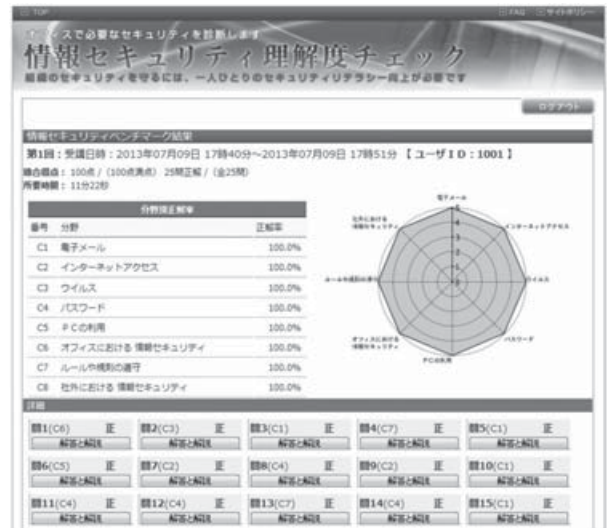 TOP
FAQ サイトポリシー
オフィスで必要なセキュリティを診断します
情報セキュリティ理解度チェック
組織のセキュリティを守るには、一人ひとりのセキュリティリテラシー向上が必要です
ログアウト
情報セキュリティベンチマーク結果
第1回：受講日時：2013年07月09日 17時40分～2013年07月09日 17時51分 【 ユーザID：1001 】
総合得点： 100点 / （100点満点） 25問正解 / （全25問）
所要時間： 11分22秒
分野別正解率
番号 分野 正解率
C1 電子メール 100.0%
C2 インターネットアクセス 100.0%
C3 ウイルス 100.0%
C4 パスワード 100.0%
C5 PCの利用 100.0%
C6 オフィスにおける 情報セキュリティ 100.0%
C7 ルールや規則の遵守 100.0%
C8 社外における 情報セキュリティ 100.0%
電子メール
インターネットアクセス
ウイルス
パスワード
PCの利用
オフィスにおける
情報セキュリティ
ルールや規則の遵守
社外における
情報セキュリティ
5
4
3
2
1
0
詳細
問1(C6) 正 問2(C3) 正 問3(C1) 正 問4(C7) 正 問5(C1) 正
解答と解説 解答と解説 解答と解説 解答と解説 解答と解説
問6(C5) 正 問7(C2) 正 問8(C4) 正 問9(C2) 正 問10(C1) 正
解答と解説 解答と解説 解答と解説 解答と解説 解答と解説
問11(C4) 正 問12(C4) 正 問13(C7) 正 問14(C4) 正 問15(C1) 正
解答と解説 解答と解説 解答と解説 解答と解説 解答と解説